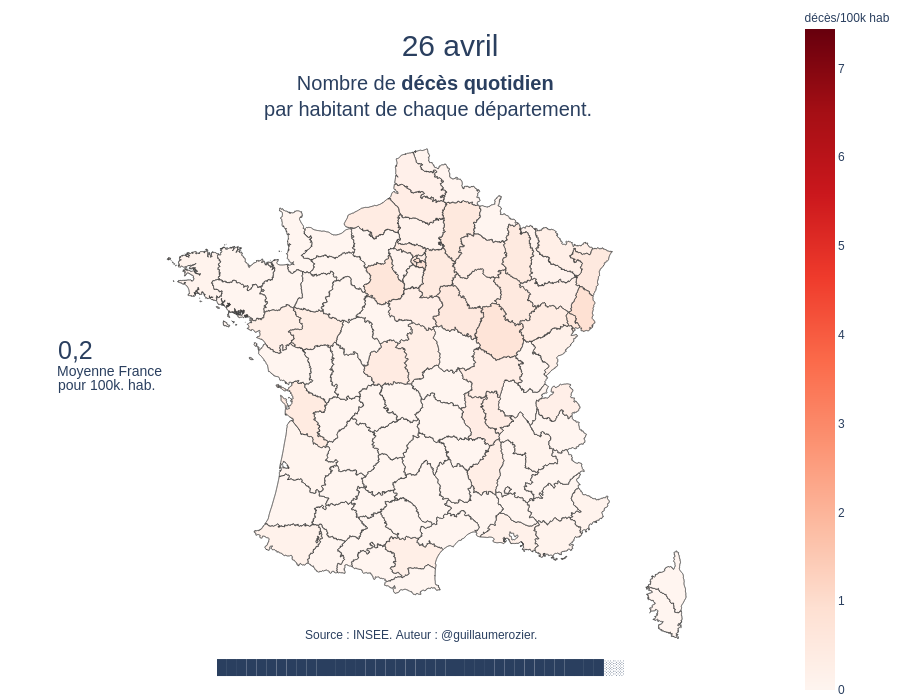 décès/100k hab
26 avril
Nombre de décès quotidien
par habitant de chaque département.
7
6
5
4
3
2
1
0
0,2
Moyenne France
pour 100k. hab.
Source : INSEE. Auteur : @guillaumerozier.